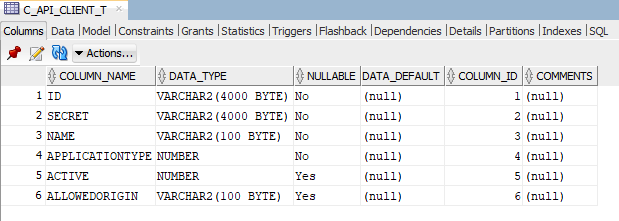 C_API_CLIENT_T
Columns Data Model Constraints Grants Statistics Triggers Flashback Dependencies Details Partitions Indexes SQL
Actions...
COLUMN_NAME DATA_TYPE NULLABLE DATA_DEFAULT COLUMN_ID COMMENTS
1 ID VARCHAR2(4000 BYTE) No (null) 1 (null)
2 SECRET VARCHAR2(4000 BYTE) No (null) 2 (null)
3 NAME VARCHAR2(100 BYTE) No (null) 3 (null)
4 APPLICATIONTYPE NUMBER No (null) 4 (null)
5 ACTIVE NUMBER Yes (null) 5 (null)
6 ALLOWEDORIGIN VARCHAR2(100 BYTE) Yes (null) 6 (null)